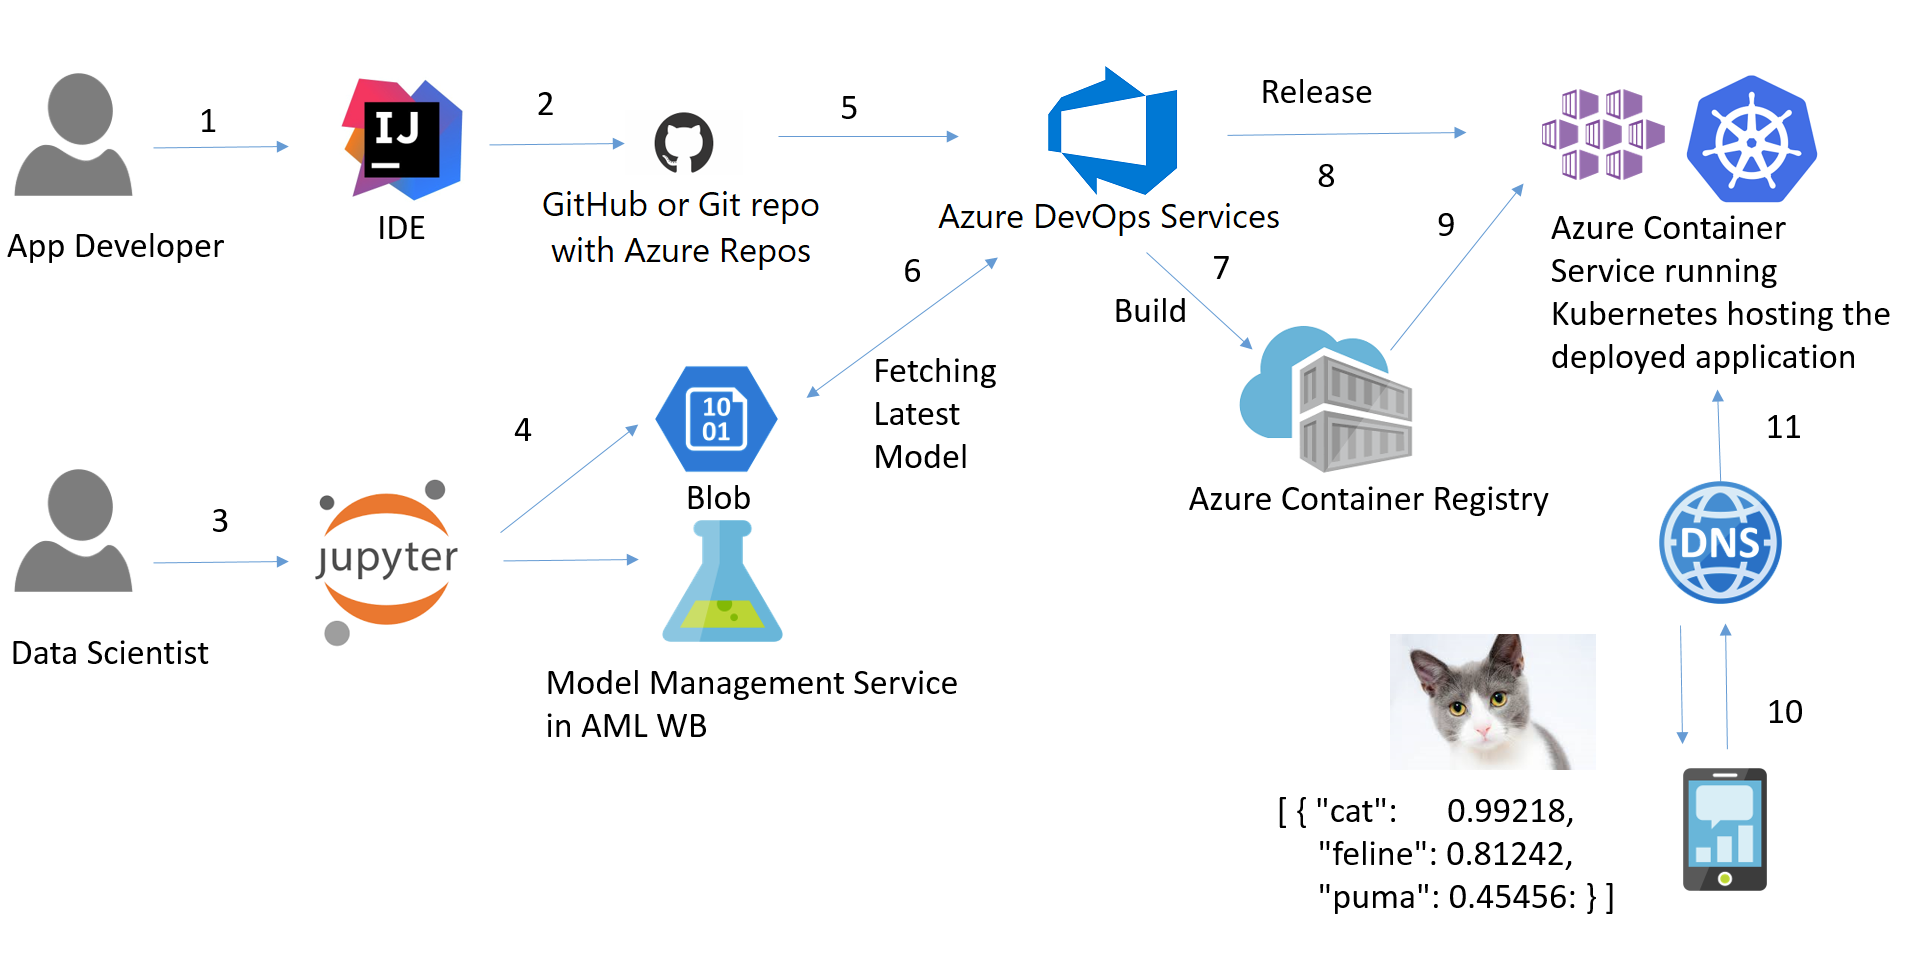 1
IJ
IDE
App Developer
2
GitHub or Git repo
with Azure Repos
5
Azure DevOps Services
Release
8
9
Azure Container
Service running
Kubernetes hosting the
deployed application
6
7
Build
Fetching
Latest
Model
Azure Container Registry
3
Data Scientist
jupyter
4
10
01
Blob
Model Management Service
in AML WB
11
DNS
10
[ { "cat": 0.99218,
"feline": 0.81242,
"puma": 0.45456: } ]